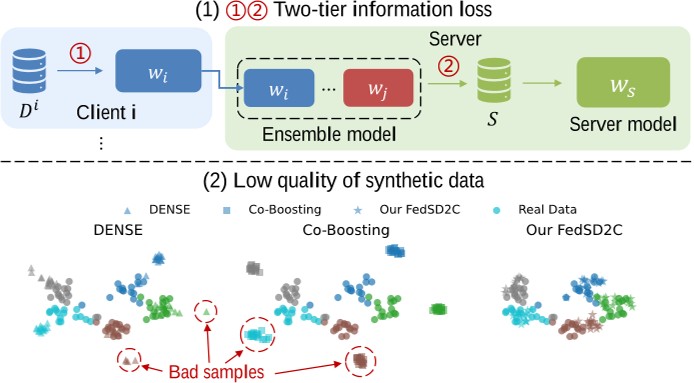 (1) ①② Two-tier information loss
Server
① ②
w_i w_i ... w_j w_s
D^i Client i Ensemble model S Server model
⋮
(2) Low quality of synthetic data
DENSE Co-Boosting Our FedSD2C Real Data
DENSE Co-Boosting Our FedSD2C
Bad samples